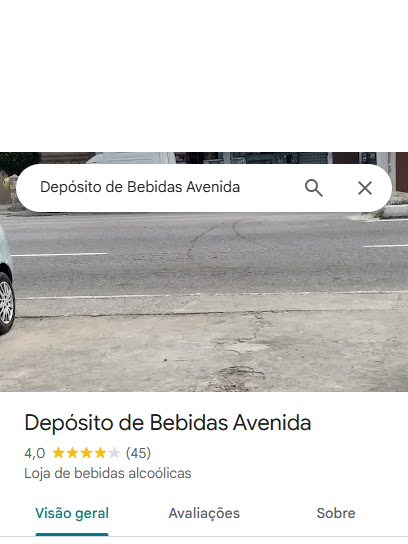 Depósito de Bebidas Avenida
Depósito de Bebidas Avenida
4,0 (45)
Loja de bebidas alcoólicas
Visão geral Avaliações Sobre